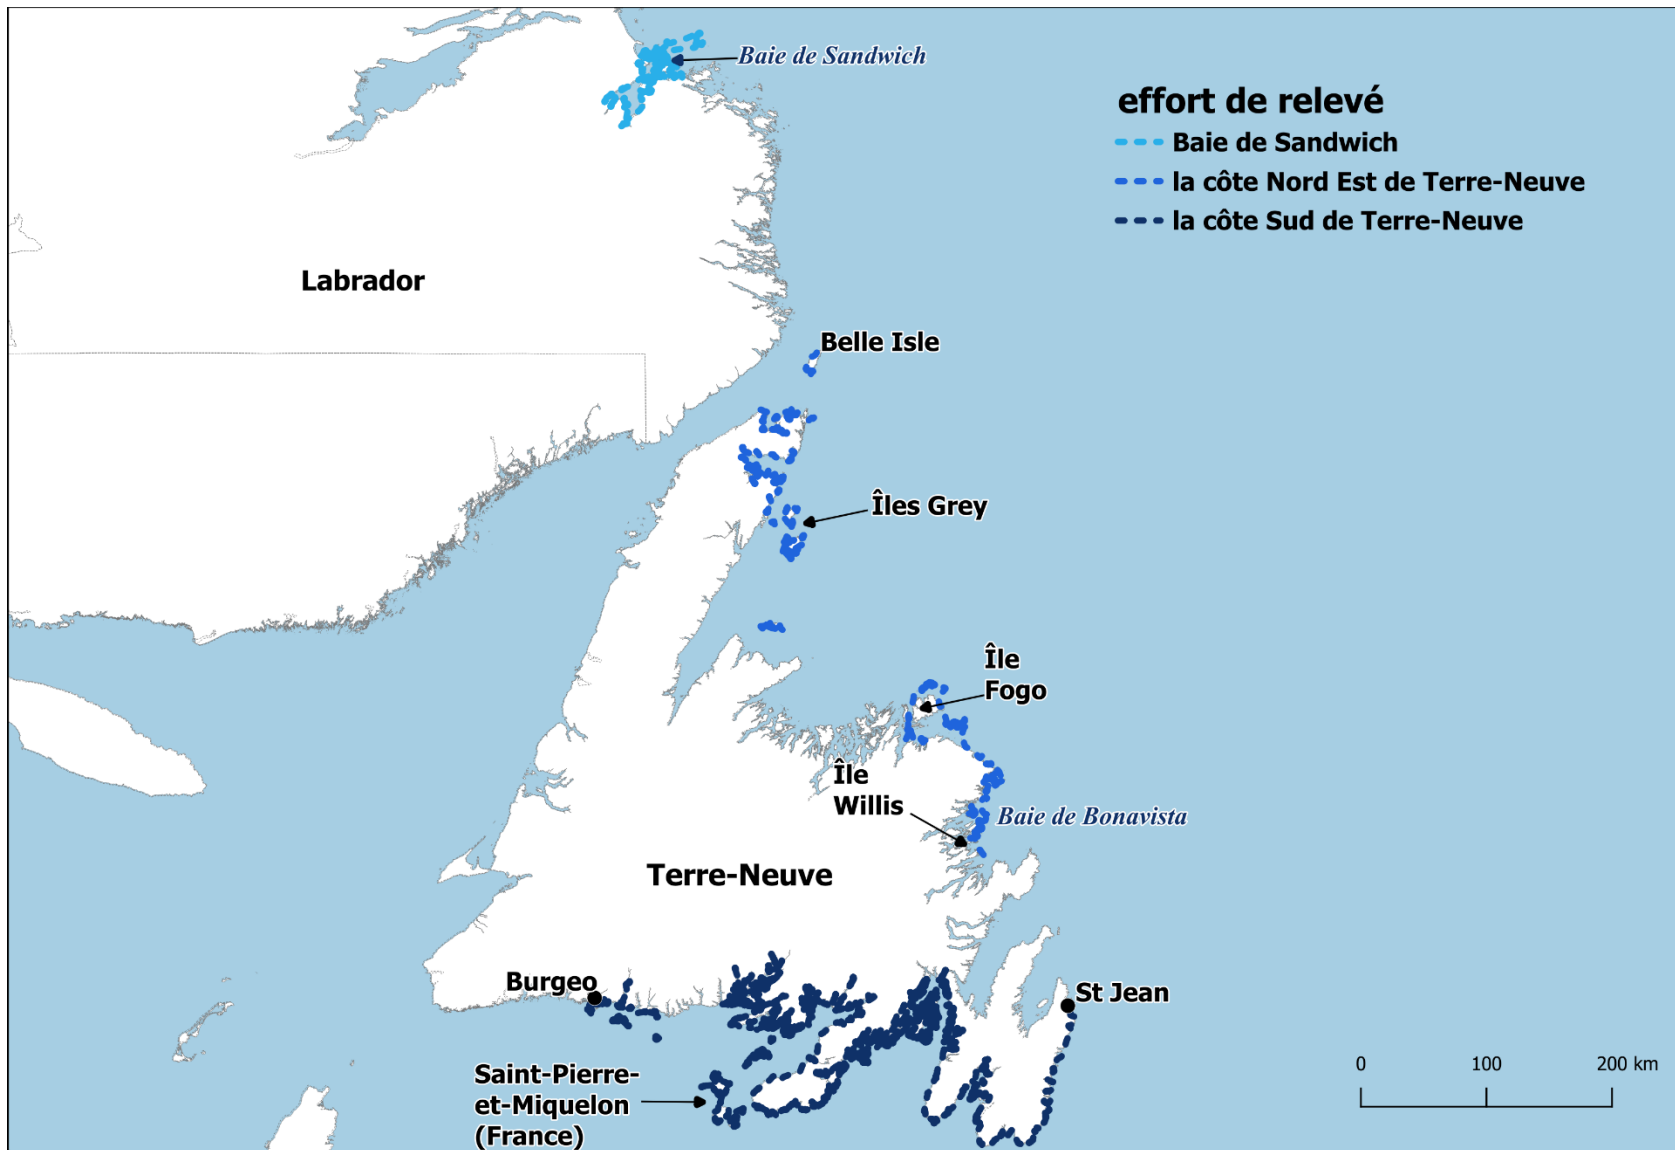 Baie de Sandwich
effort de relevé
Baie de Sandwich
la côte Nord Est de Terre-Neuve
la côte Sud de Terre-Neuve
Labrador
Belle Isle
Îles Grey
Île
Fogo
Île
Willis
Baie de Bonavista
Terre-Neuve
Burgeo
St Jean
Saint-Pierre-
et-Miquelon
(France)
0 100 200 km